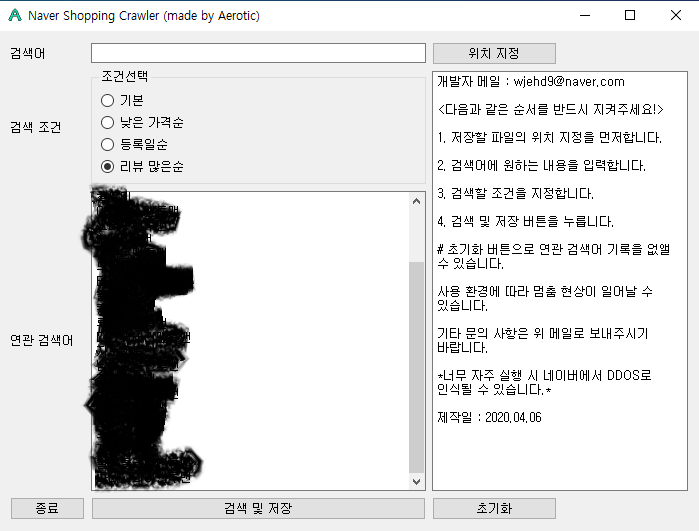 Naver Shopping Crawler (made by Aerotic)
검색어
위치 지정
검색 조건
조건선택
기본
낮은 가격순
등록일순
리뷰 많은순
연관 검색어
개발자 메일 : wjehd9@naver.com
<다음과 같은 순서를 반드시 지켜주세요!>
1. 저장할 파일의 위치 지정을 먼저합니다.
2. 검색어에 원하는 내용을 입력합니다.
3. 검색할 조건을 지정합니다.
4. 검색 및 저장 버튼을 누릅니다.
# 초기화 버튼으로 연관 검색어 기록을 없앨
수 있습니다.
사용 환경에 따라 멈춤 현상이 일어날 수
있습니다.
기타 문의 사항은 위 메일로 보내주시기
바랍니다.
*너무 자주 실행 시 네이버에서 DDOS로
인식될 수 있습니다.*
제작일 : 2020.04.06
종료
검색 및 저장
초기화